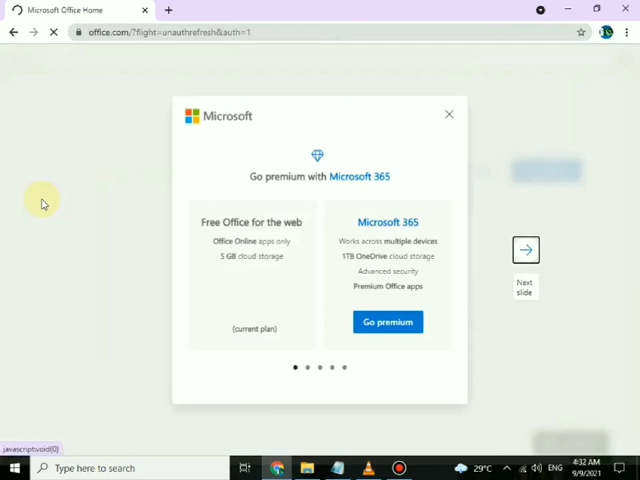 Microsoft Office Home
office.com/?flight=unauthrefresh&auth=1
Microsoft
Go premium with Microsoft 365
Free Office for the web
Office Online apps only
5 GB cloud storage
(current plan)
Microsoft 365
Works across multiple devices
1TB OneDrive cloud storage
Advanced security
Premium Office apps
Go premium
Next
slide
javascript:void(0)
Type here to search
29°C
ENG
4:32 AM
9/9/2021